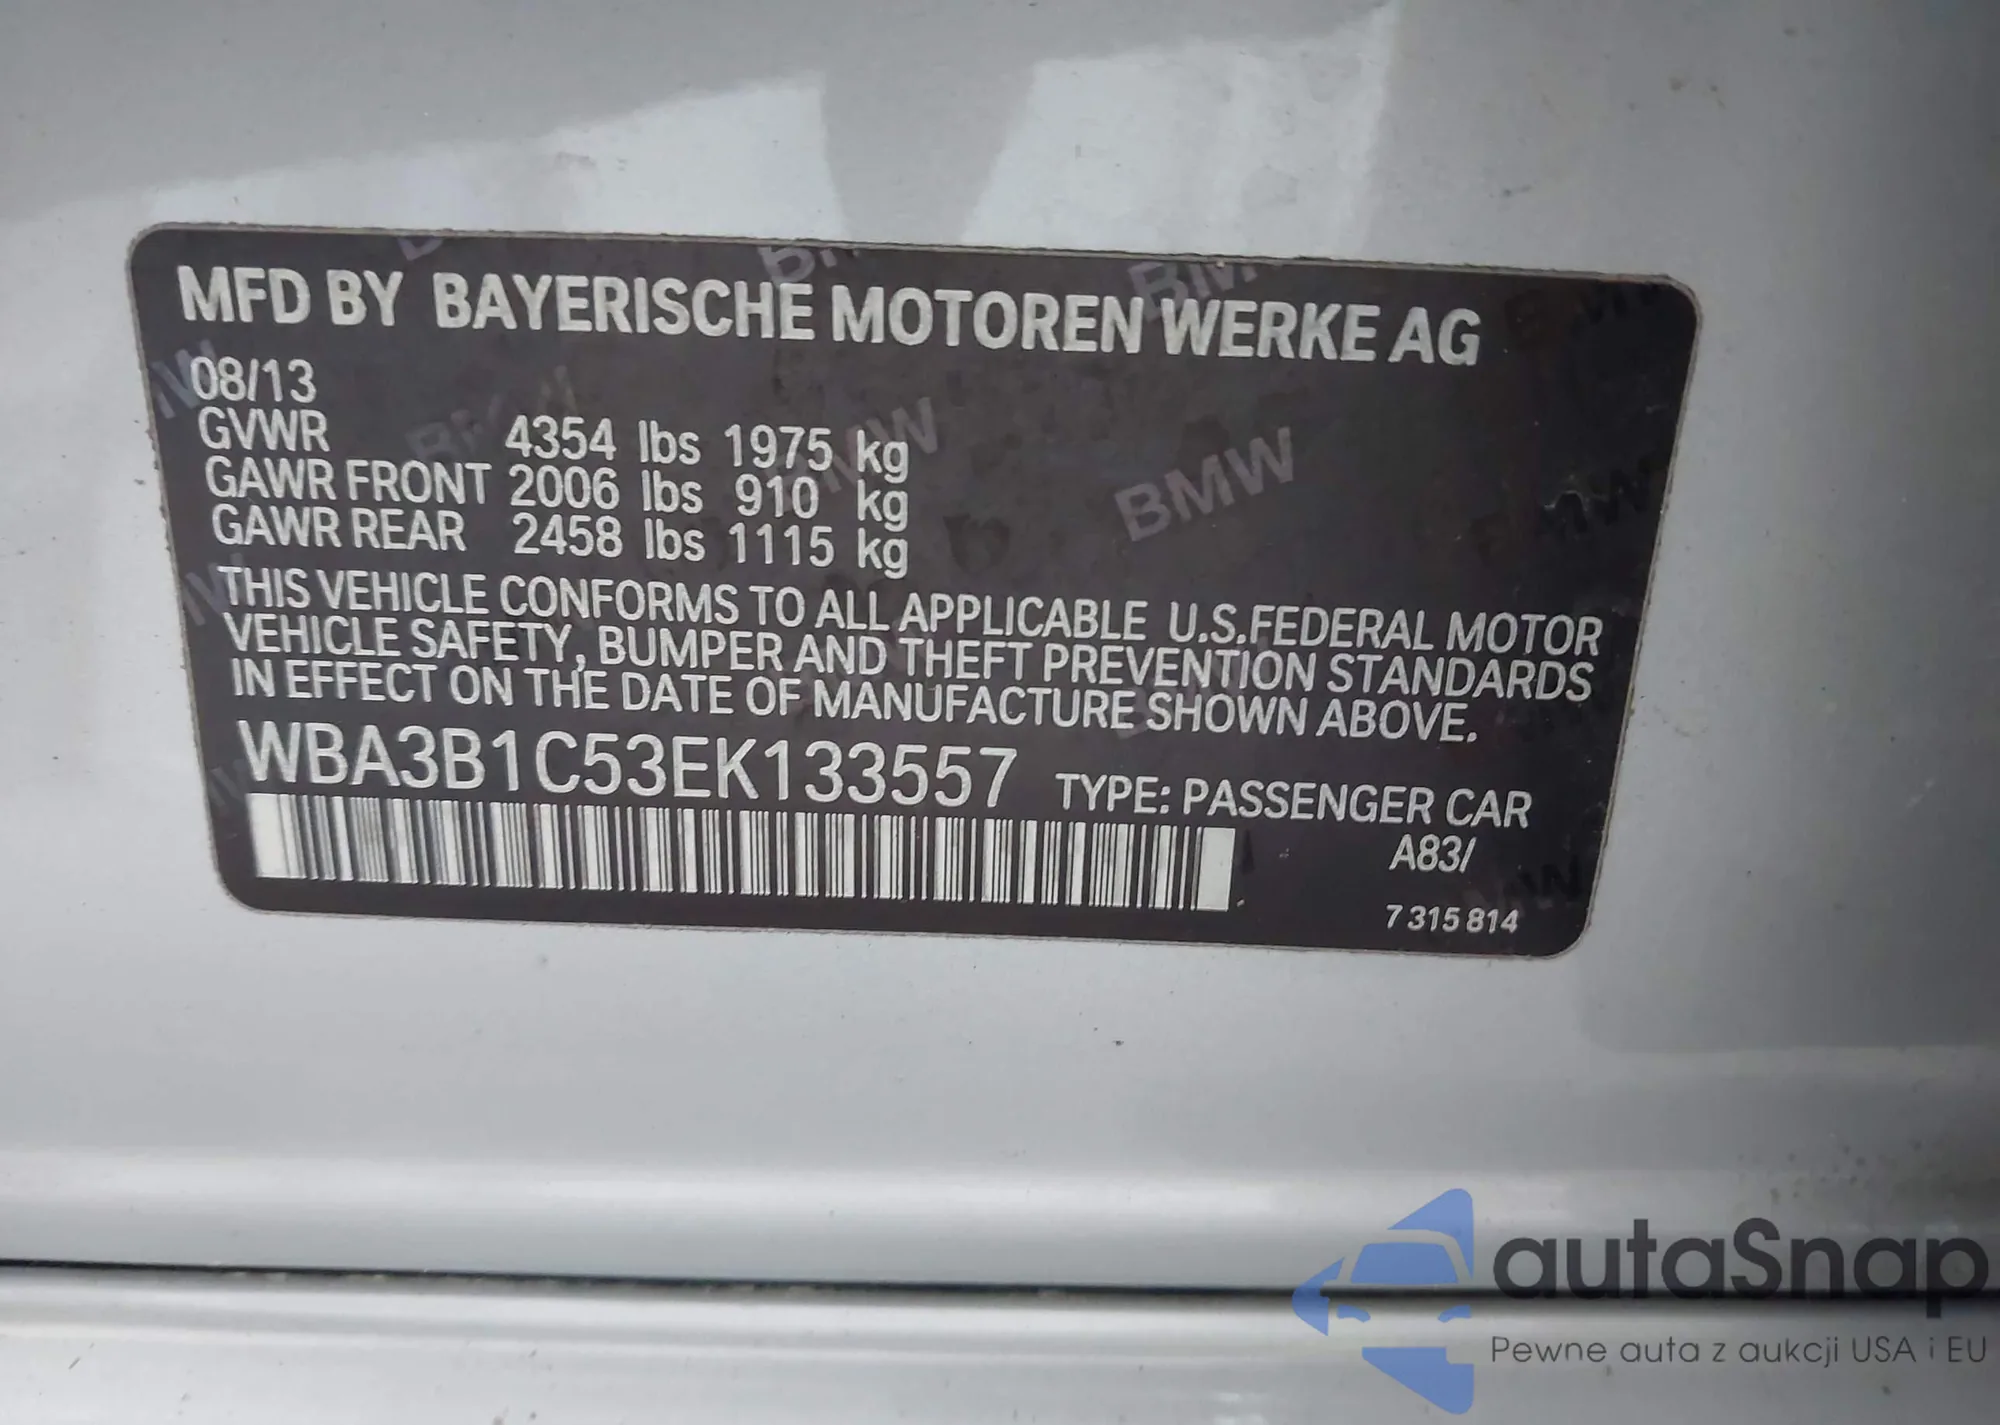 MFD BY BAYERISCHE MOTOREN WERKE AG
08/13
GVWR 4354 lbs 1975 kg
GAWR FRONT 2006 lbs 910 kg
GAWR REAR 2458 lbs 1115 kg
THIS VEHICLE CONFORMS TO ALL APPLICABLE U.S.FEDERAL MOTOR
VEHICLE SAFETY, BUMPER AND THEFT PREVENTION STANDARDS
IN EFFECT ON THE DATE OF MANUFACTURE SHOWN ABOVE.
WBA3B1C53EK133557 TYPE: PASSENGER CAR
A83/
7 315 814
autaSnap
Pewne auta z aukcji USA i EU